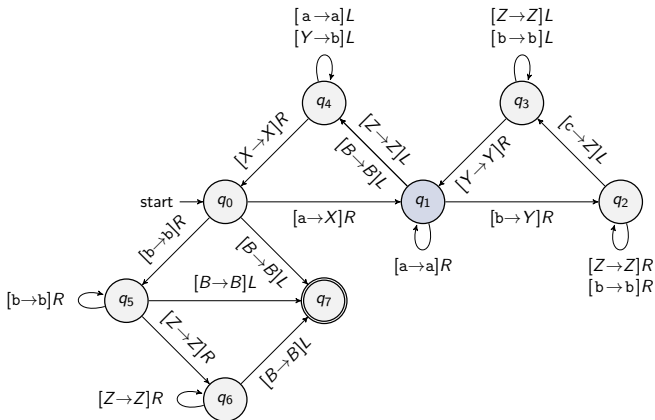 [a→a]L
[Y→b]L
[Z→Z]L
[b→b]L
q4
q3
[X→X]R
[Z→Z]L
[B→B]L
[Y→Y]R
[c→Z]L
start
q0
q1
q2
[a→X]R
[b→Y]R
[b→b]R
[B→B]L
[a→a]R
[Z→Z]R
[b→b]R
[b→b]R
q5
[B→B]L
q7
[Z→Z]R
[B→B]L
[Z→Z]R
q6